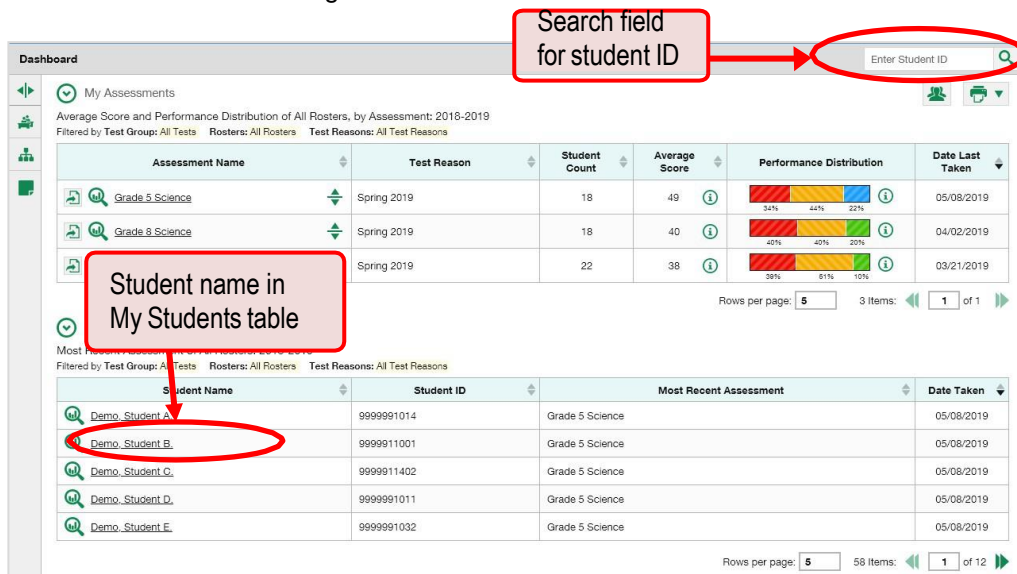 Search field
for student ID
Dashboard
Enter Student ID
My Assessments
Average Score and Performance Distribution of All Rosters, by Assessment: 2018-2019
Filtered by Test Group: All Tests Rosters: All Rosters Test Reasons: All Test Reasons
Assessment Name Test Reason Student Count Average Score Performance Distribution Date Last Taken
Grade 5 Science Spring 2019 18 49 05/08/2019
34% 44% 22%
Grade 8 Science Spring 2019 18 40 04/02/2019
40% 40% 20%
Spring 2019 22 38 03/21/2019
61% 10%
Student name in
My Students table
Rows per page: 5 3 Items: 1 of 1
Most
Filtered by Test Group: All Tests Rosters: All Rosters Test Reasons: All Test Reasons
Student Name Student ID Most Recent Assessment Date Taken
Demo, Student A. 9999991014 Grade 5 Science 05/08/2019
Demo, Student B. 9999911001 Grade 5 Science 05/08/2019
Demo, Student C. 9999911402 Grade 5 Science 05/08/2019
Demo, Student D. 9999991011 Grade 5 Science 05/08/2019
Demo, Student E. 9999991032 Grade 5 Science 05/08/2019
Rows per page: 5 58 Items: 1 of 12